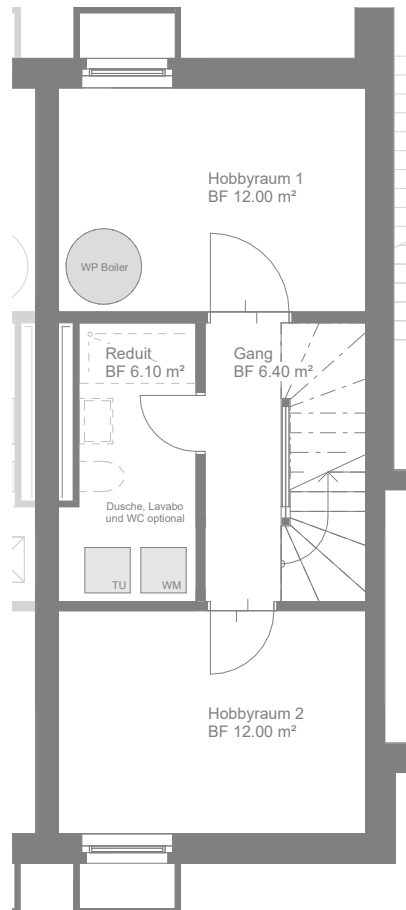 Hobbyraum 1
BF 12.00 m²
WP Boiler
Reduit
BF 6.10 m²
Gang
BF 6.40 m²
Dusche, Lavabo
und WC optional
TU
WM
Hobbyraum 2
BF 12.00 m²